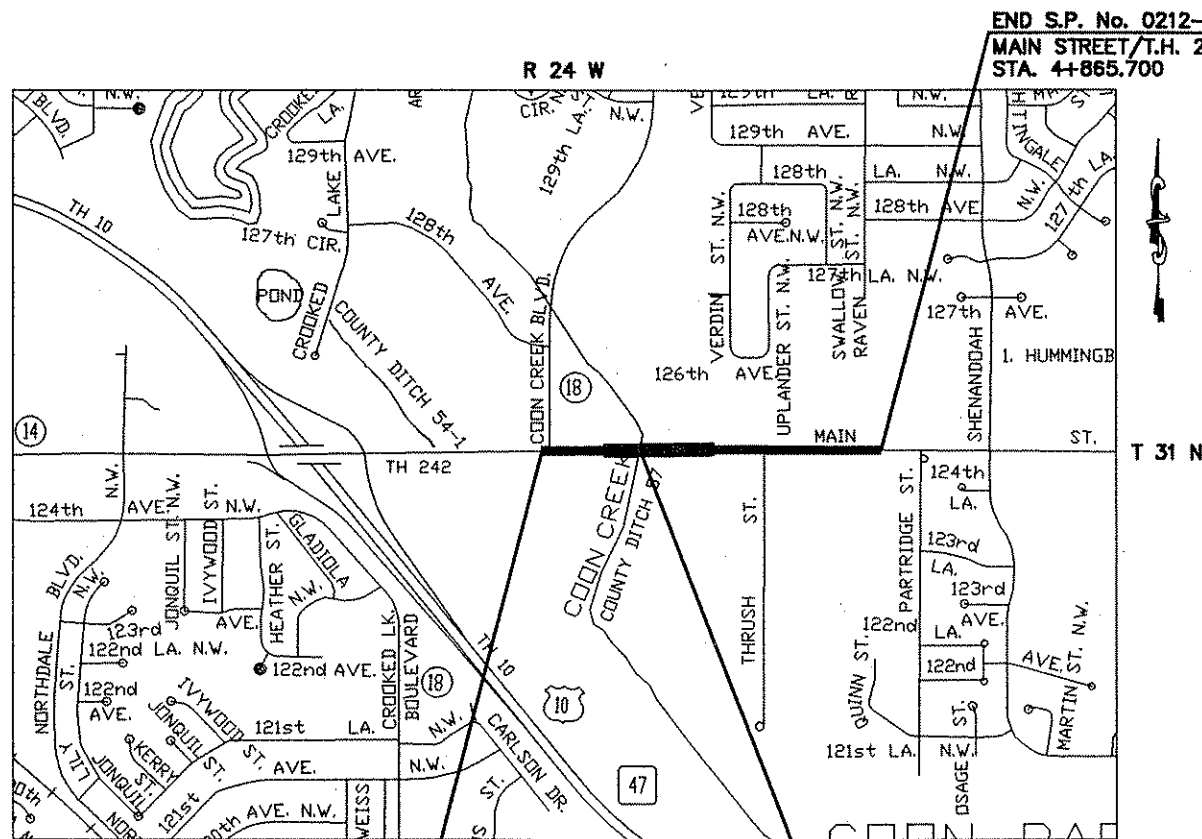 END S.P. No. 0212-
MAIN STREET/T.H. 2
STA. 4+865.700
R 24 W
BLVD.
N.W.
CROOKED
LA.
129th AVE.
LAKE
127th CIR.
CROOKED
POND
128th
AVE.
COUNTY DITCH 54-1
COON CREEK BLVD.
18
CIR.
129th LA.
N.W.
129th LA.
129th AVE.
N.W.
N.W.
128th
LA. N.W.
128th
AVE.N.W.
128th AVE
127th LA. N.W.
VERDIN ST. N.W.
126th AVE.
UPLANDER ST. N.W.
SWALLOW ST. N.W.
RAVEN ST. N.W.
N.W.
127th LA.
127th AVE.
SHENANDOAH
1. HUMMINGB
MAIN
ST.
T 31 N
TH 10
14
TH 242
N.W.
124th AVE. N.W.
BLVD.
N.W.
JONQUIL ST. N.W.
IVYWOOD ST.
HEATHER ST.
GLADIOLA
N.W.
AVE.
123rd
122nd LA. N.W.
122nd AVE.
122nd
AVE.
NORTHDALE
ST.
LILY
JONQUIL
KERRY
ST.
JONQUIL
ST.
IVYWOOD
ST.
121st LA.
121st AVE.
N.W.
N.W.
AVE. N.W.
WEISS
CROOKED LK.
BOULEVARD
18
TH 10
10
CARLSON DR.
ST.
47
COON CREEK
COUNTY DITCH 57
THRUSH ST.
PARTRIDGE ST.
124th
LA.
123rd
LA.
123rd
AVE.
122nd
LA.
122nd
AVE.
ST. N.W.
MARTIN
QUINN ST.
121st LA.
N.W.
OSAGE ST.